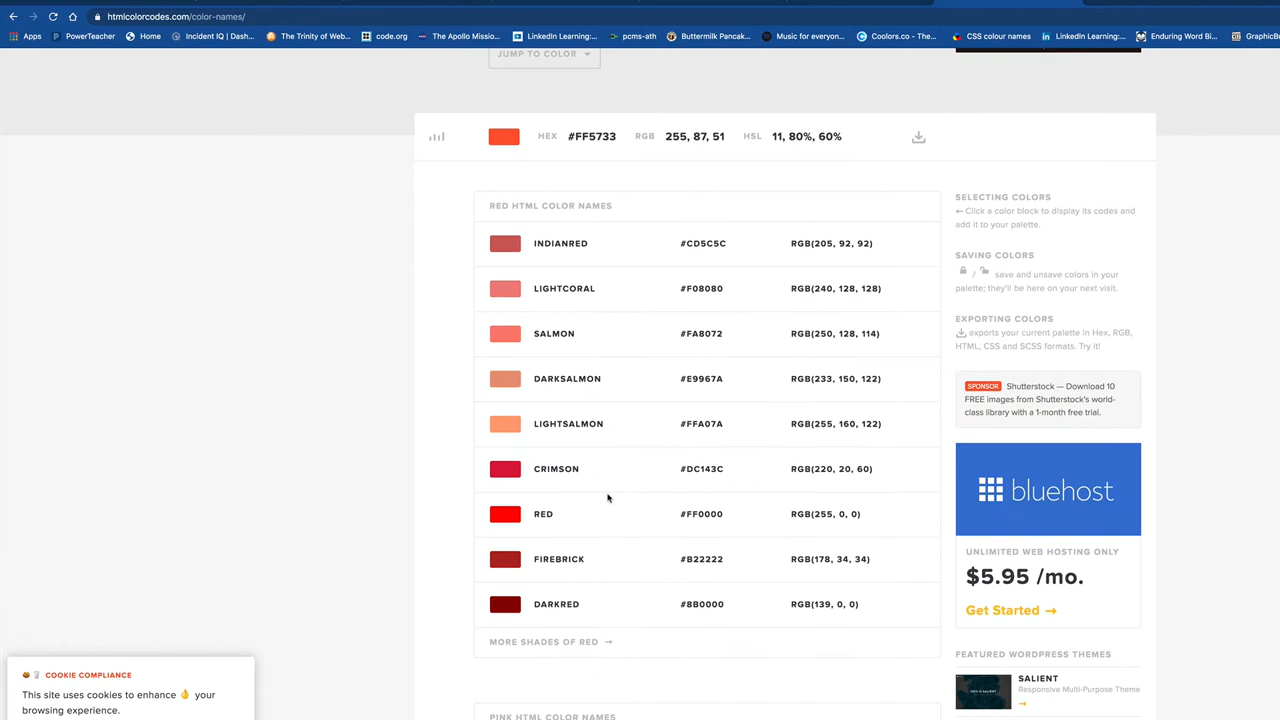 htmlcolorcodes.com/color-names/
Apps PowerTeacher Home Incident IQ | Dash... The Trinity of Web... code.org The Apollo Missio... LinkedIn Learning:... pcms-ath Buttermilk Pancak... Music for everyon... Coolors.co - The... CSS colour names LinkedIn Learning:... Enduring Word Bi... GraphicBo
JUMP TO COLOR
HEX #FF5733 RGB 255, 87, 51 HSL 11, 80%, 60%
RED HTML COLOR NAMES
INDIANRED #CD5C5C RGB(205, 92, 92)
LIGHTCORAL #F08080 RGB(240, 128, 128)
SALMON #FA8072 RGB(250, 128, 114)
DARKSALMON #E9967A RGB(233, 150, 122)
LIGHTSALMON #FFA07A RGB(255, 160, 122)
CRIMSON #DC143C RGB(220, 20, 60)
RED #FF0000 RGB(255, 0, 0)
FIREBRICK #B22222 RGB(178, 34, 34)
DARKRED #8B0000 RGB(139, 0, 0)
MORE SHADES OF RED →
PINK HTML COLOR NAMES
SELECTING COLORS
← Click a color block to display its codes and
add it to your palette.
SAVING COLORS
/ save and unsave colors in your
palette; they'll be here on your next visit.
EXPORTING COLORS
exports your current palette in Hex, RGB,
HTML, CSS and SCSS formats. Try it!
SPONSOR Shutterstock — Download 10
FREE images from Shutterstock's world-
class library with a 1-month free trial.
bluehost
UNLIMITED WEB HOSTING ONLY
$5.95 /mo.
Get Started →
FEATURED WORDPRESS THEMES
SALIENT
Responsive Multi-Purpose Theme
→
COOKIE COMPLIANCE
This site uses cookies to enhance 👌 your
browsing experience.